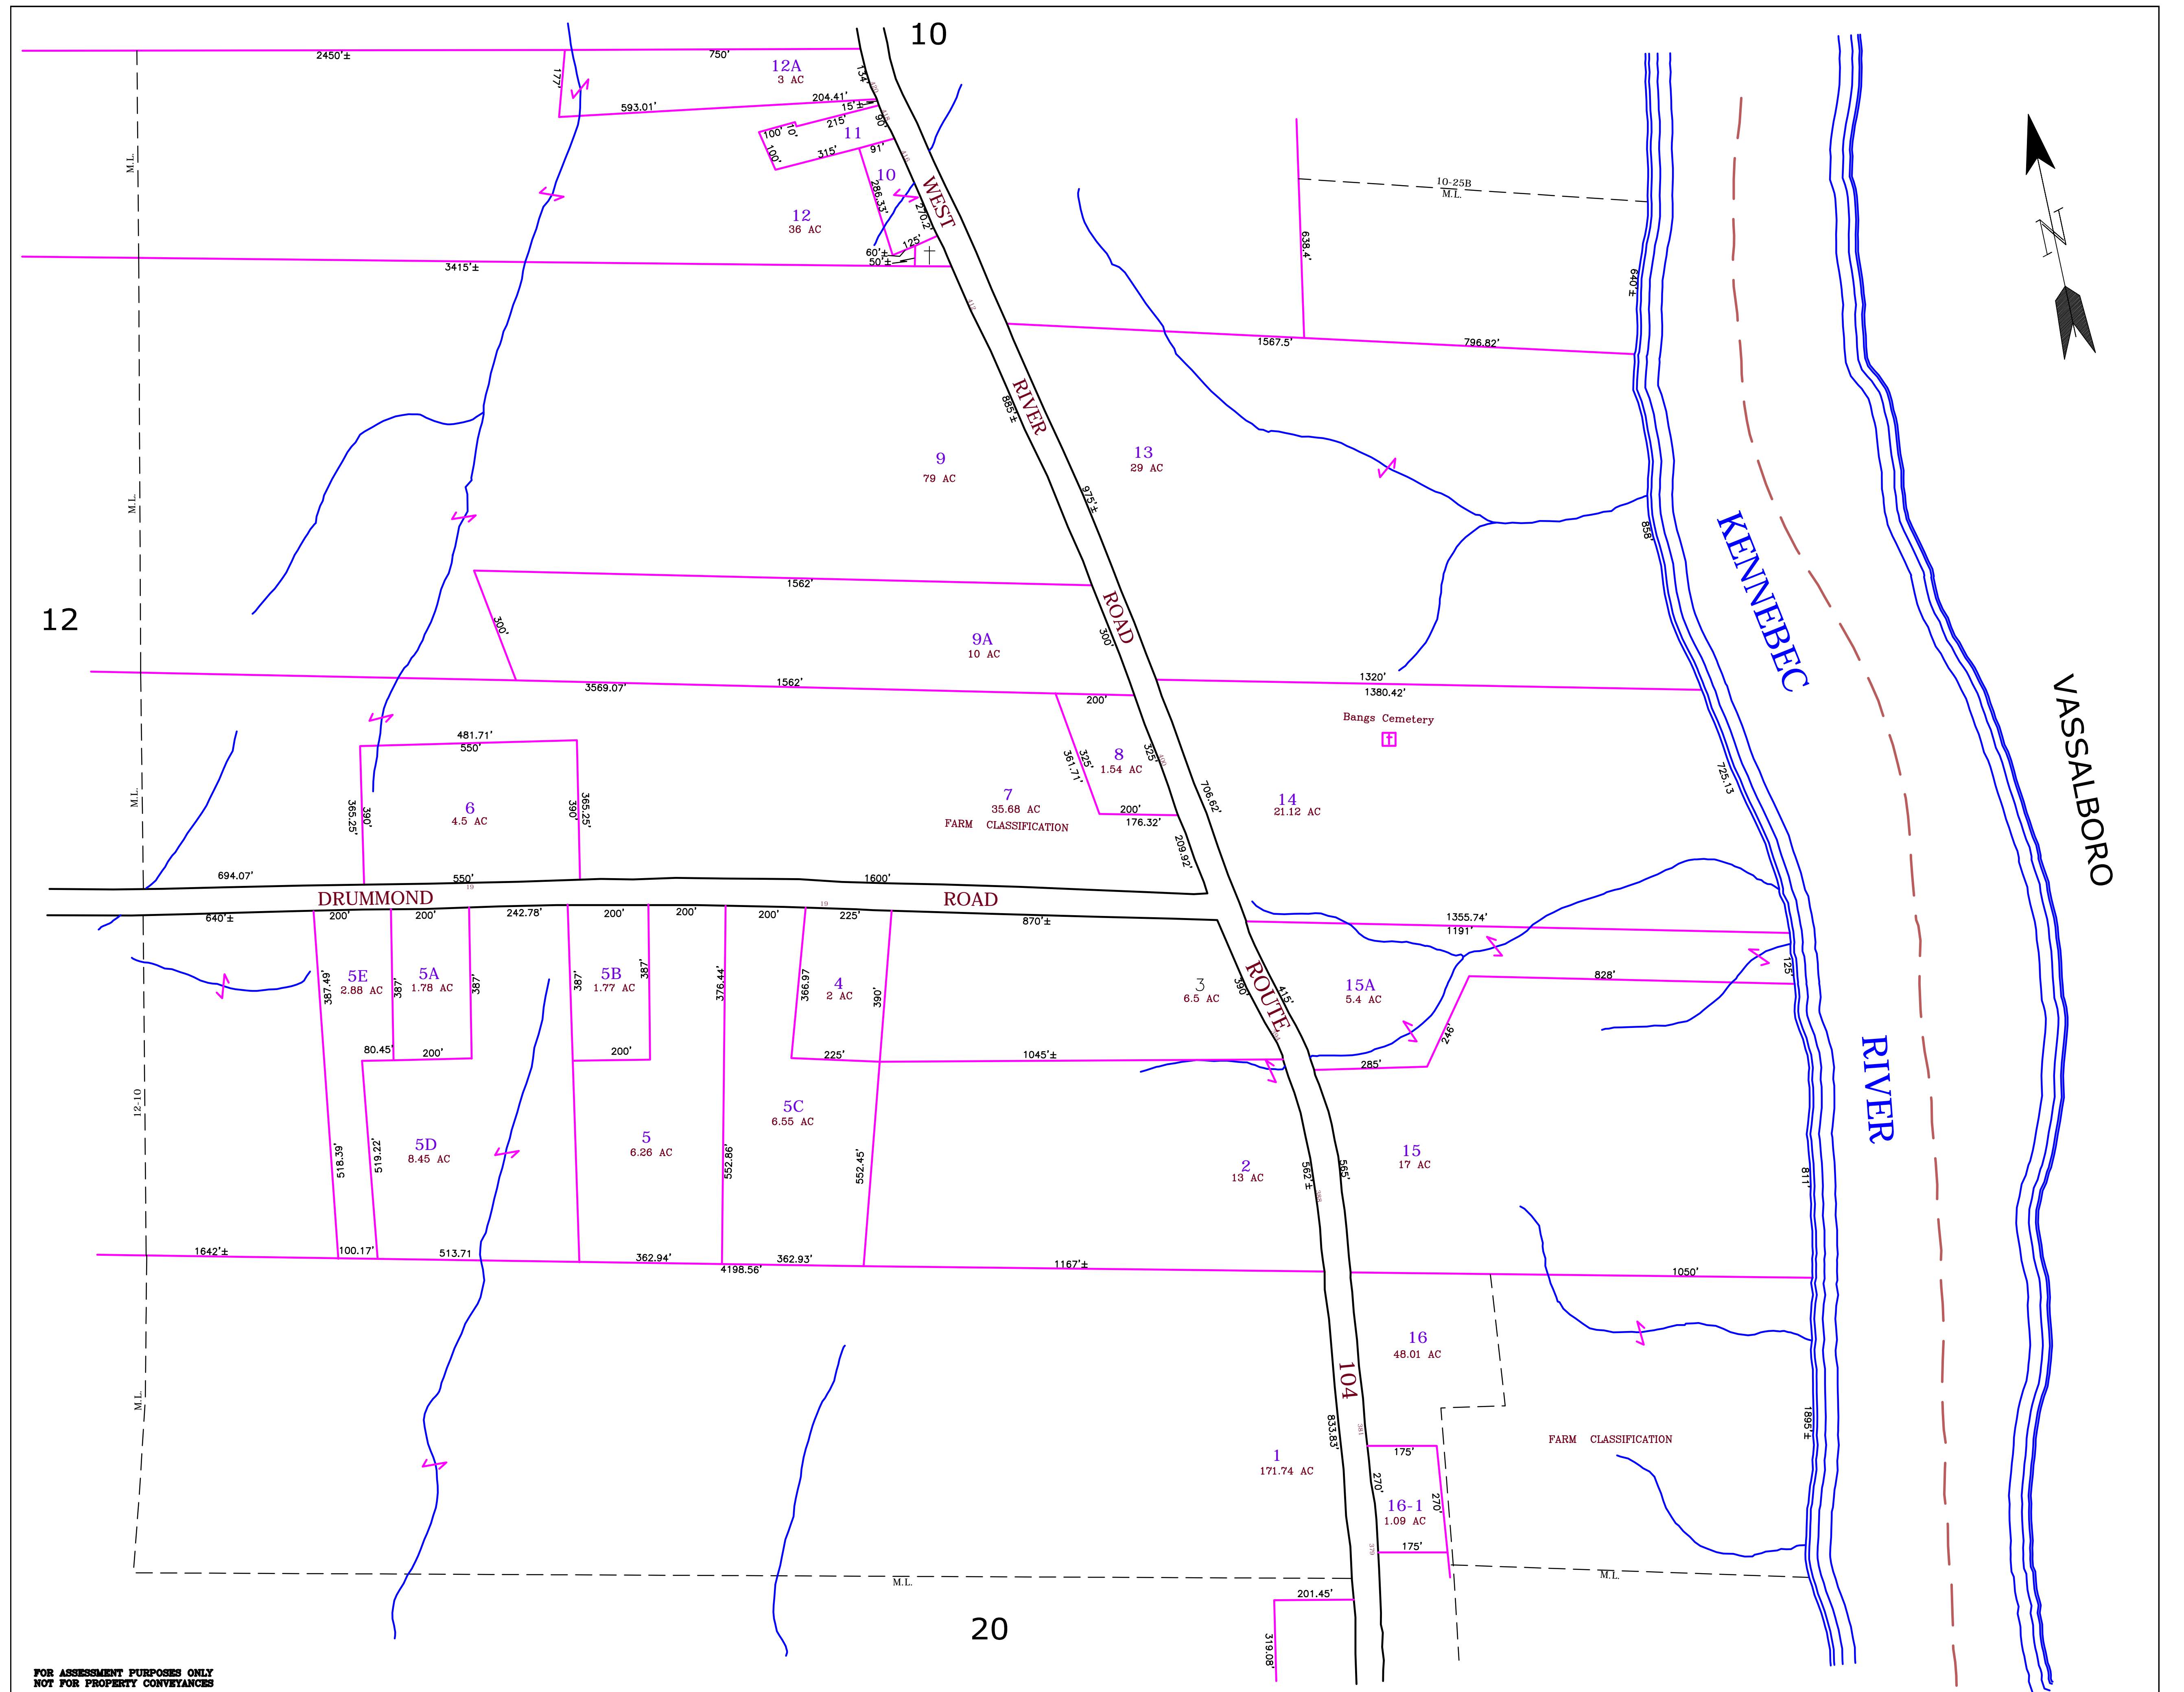 10
2450'±
750'
12A
3 AC
177'
134'
593.01'
204.41'
15'±
90'
100'
10'
215'
11
100'
315'
91'
10
286.33'
270.2'
12
36 AC
125'
60'±
50'±
3415'±
M.L.
WEST
RIVER
ROAD
ROUTE
104
10-25B
M.L.
638.4'
640'±
1567.5'
796.82'
412
885'±
9
79 AC
13
29 AC
975'±
858'
M.L.
KENNEBEC
RIVER
VASSALBORO
12
1562'
300'
9A
10 AC
300'
3569.07'
1562'
200'
1320'
1380.42'
Bangs Cemetery
481.71'
550'
365.25'
390'
6
4.5 AC
390'
365.25'
M.L.
7
35.68 AC
FARM CLASSIFICATION
361.71'
325'
8
1.54 AC
325'
200'
176.32'
209.92'
706.62'
14
21.12 AC
725.13
694.07'
550'
19
1600'
DRUMMOND
ROAD
640'±
200'
200'
242.78'
200'
200'
200'
19
225'
870'±
1355.74'
1191'
387.49'
5E
2.88 AC
387'
5A
1.78 AC
387'
387'
5B
1.77 AC
387'
376.44'
366.97
4
2 AC
390'
3
6.5 AC
390'
415'
15A
5.4 AC
828'
125'
246'
80.45'
200'
200'
225'
1045'±
285'
12-10
518.39'
519.22'
5D
8.45 AC
5
6.26 AC
552.86'
5C
6.55 AC
552.45'
2
13 AC
562'±
388
565'
15
17 AC
811'
1642'±
100.17'
513.71
362.94'
362.93'
4198.56'
1167'±
1050'
16
48.01 AC
M.L.
833.83'
381
175'
FARM CLASSIFICATION
1895'±
1
171.74 AC
270'
270'
16-1
1.09 AC
379
175'
M.L.
M.L.
201.45'
319.08'
20
FOR ASSESSMENT PURPOSES ONLY
NOT FOR PROPERTY CONVEYANCES